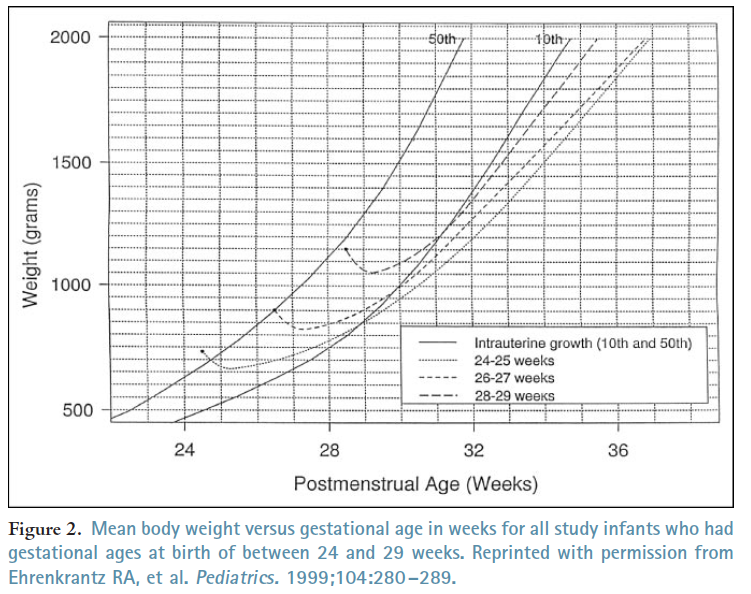 2000
50th
10th
1500
1000
500
Weight (grams)
Intrauterine growth (10th and 50th)
24-25 weeks
26-27 weeks
28-29 weeks
24
28
32
36
Postmenstrual Age (Weeks)
Figure 2. Mean body weight versus gestational age in weeks for all study infants who had
gestational ages at birth of between 24 and 29 weeks. Reprinted with permission from
Ehrenkrantz RA, et al. Pediatrics. 1999;104:280–289.